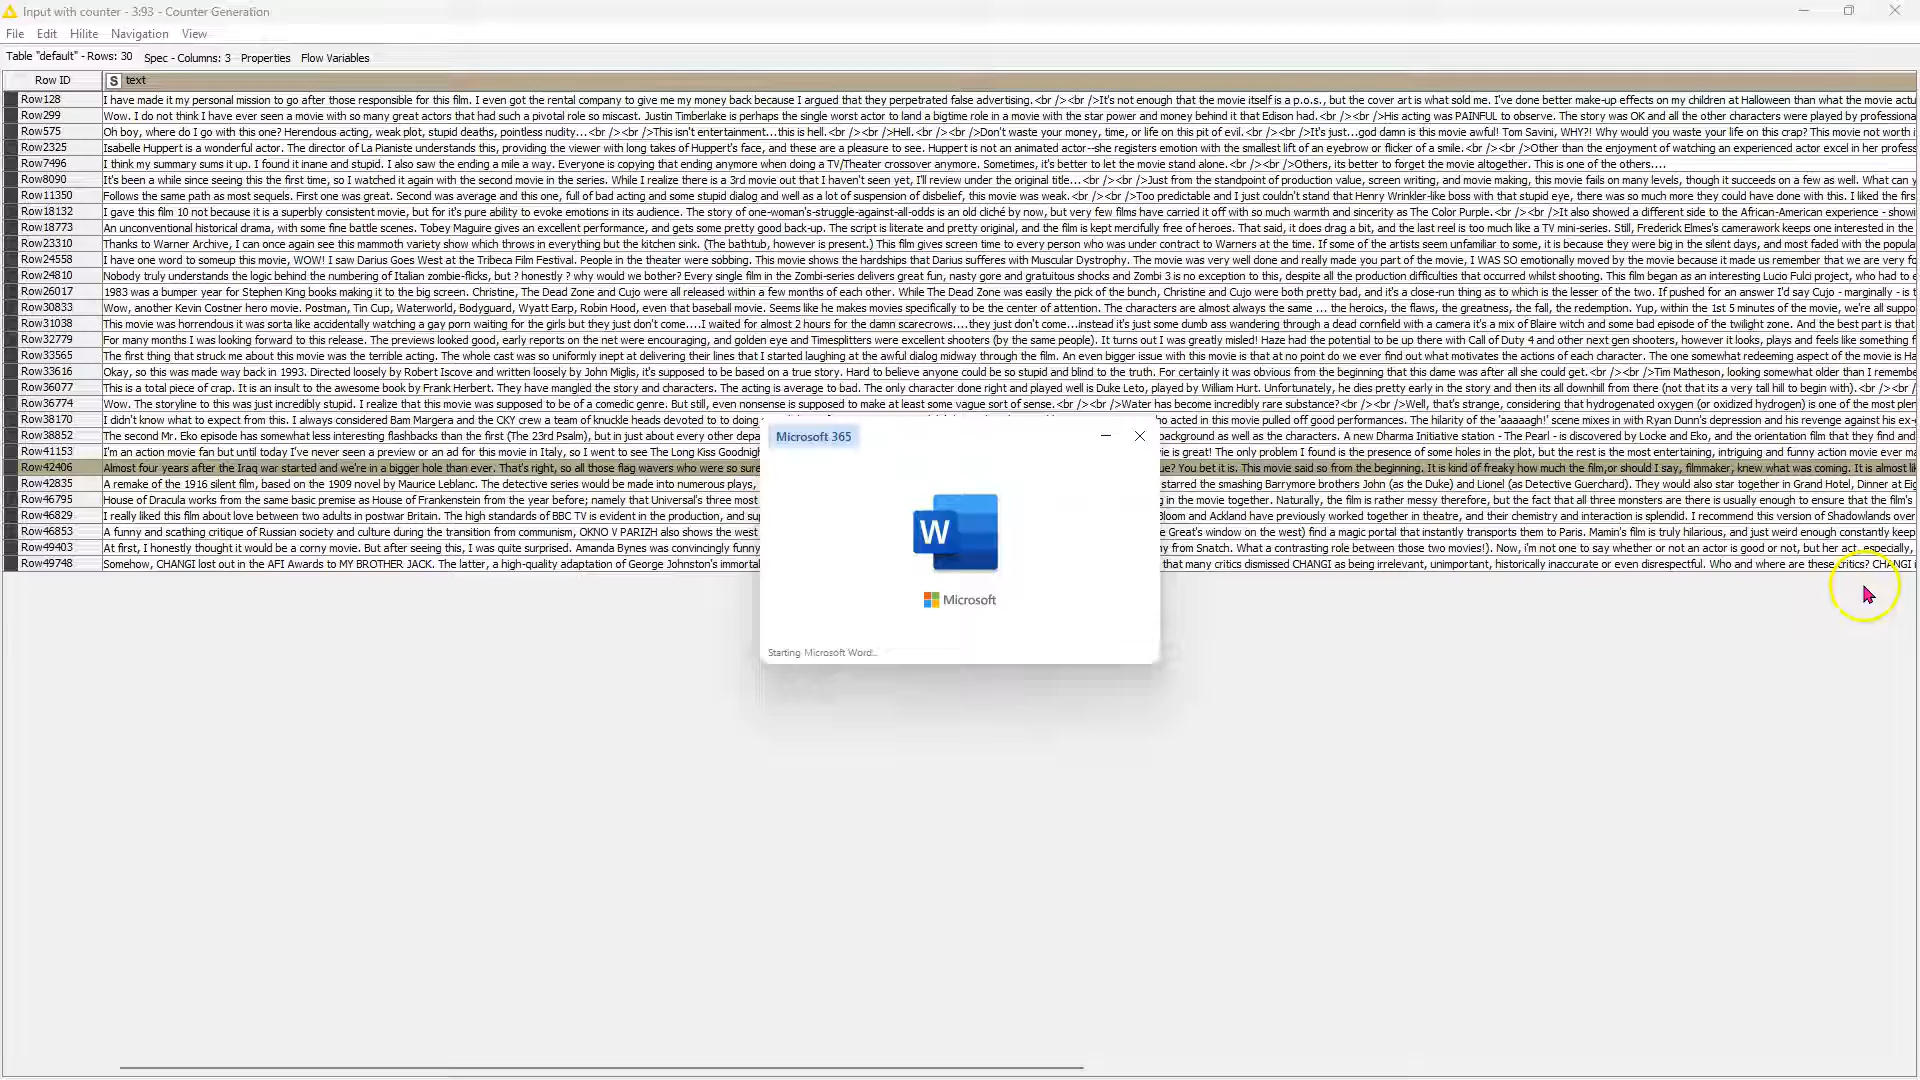 Input with counter - 3:93 - Counter Generation
File Edit Hilite Navigation View
Table "default" - Rows: 30 Spec - Columns: 3 Properties Flow Variables
Row ID S text
Row128 I have made it my personal mission to go after those responsible for this film. I even got the rental company to give me my money back because I argued that they perpetrated false advertising.<br /><br />It's not enough that the movie itself is a p.o.s., but the cover art is what sold me. I've done better make-up effects on my children at Halloween than what the movie actu
Row299 Wow. I do not think I have ever seen a movie with so many great actors that had such a pivotal role so miscast. Justin Timberlake is perhaps the single worst actor to land a bigtime role in a movie with the star power and money behind it that Edison had.<br /><br />His acting was PAINFUL to observe. The story was OK and all the other characters were played by professiona
Row575 Oh boy, where do I go with this one? Herendous acting, weak plot, stupid deaths, pointless nudity...<br /><br />This isn't entertainment...this is hell.<br /><br />Hell.<br /><br />Don't waste your money, time, or life on this pit of evil.<br /><br />It's just...god damn is this movie awful! Tom Savini, WHY?! Why would you waste your life on this crap? This movie not worth i
Row2325 Isabelle Huppert is a wonderful actor. The director of La Pianiste understands this, providing the viewer with long takes of Huppert's face, and these are a pleasure to see. Huppert is not an animated actor--she registers emotion with the smallest lift of an eyebrow or flicker of a smile.<br /><br />Other than the enjoyment of watching an experienced actor excel in her profess
Row7496 I think my summary sums it up. I found it inane and stupid. I also saw the ending a mile a way. Everyone is copying that ending anymore when doing a TV/Theater crossover anymore. Sometimes, it's better to let the movie stand alone.<br /><br />Others, its better to forget the movie altogether. This is one of the others....
Row8090 It's been a while since seeing this the first time, so I watched it again with the second movie in the series. While I realize there is a 3rd movie out that I haven't seen yet, I'll review under the original title...<br /><br />Just from the standpoint of production value, screen writing, and movie making, this movie fails on many levels, though it succeeds on a few as well. What can y
Row11350 Follows the same path as most sequels. First one was great. Second was average and this one, full of bad acting and some stupid dialog and well as a lot of suspension of disbelief, this movie was weak.<br /><br />Too predictable and I just couldn't stand that Henry Wrinkler-like boss with that stupid eye, there was so much more they could have done with this. I liked the firs
Row18132 I gave this film 10 not because it is a superbly consistent movie, but for it's pure ability to evoke emotions in its audience. The story of one-woman's-struggle-against-all-odds is an old cliché by now, but very few films have carried it off with so much warmth and sincerity as The Color Purple.<br /><br />It also showed a different side to the African-American experience - showi
Row18773 An unconventional historical drama, with some fine battle scenes. Tobey Maguire gives an excellent performance, and gets some pretty good back-up. The script is literate and pretty original, and the film is kept mercifully free of heroes. That said, it does drag a bit, and the last reel is too much like a TV mini-series. Still, Frederick Elmes's camerawork keeps one interested in the
Row23310 Thanks to Warner Archive, I can once again see this mammoth variety show which throws in everything but the kitchen sink. (The bathtub, however is present.) This film gives screen time to every person who was under contract to Warners at the time. If some of the artists seem unfamiliar to some, it is because they were big in the silent days, and most faded with the popula
Row24558 I have one word to someup this movie, WOW! I saw Darius Goes West at the Tribeca Film Festival. People in the theater were sobbing. This movie shows the hardships that Darius sufferes with Muscular Dystrophy. The movie was very well done and really made you part of the movie, I WAS SO emotionally moved by the movie because it made us remember that we are very fo
Row24810 Nobody truly understands the logic behind the numbering of Italian zombie-flicks, but ? honestly ? why would we bother? Every single film in the Zombi-series delivers great fun, nasty gore and gratuitous shocks and Zombi 3 is no exception to this, despite all the production difficulties that occurred whilst shooting. This film began as an interesting Lucio Fulci project, who had to e
Row26017 1983 was a bumper year for Stephen King books making it to the big screen. Christine, The Dead Zone and Cujo were all released within a few months of each other. While The Dead Zone was easily the pick of the bunch, Christine and Cujo were both pretty bad, and it's a close-run thing as to which is the lesser of the two. If pushed for an answer I'd say Cujo - marginally - is t
Row30833 Wow, another Kevin Costner hero movie. Postman, Tin Cup, Waterworld, Bodyguard, Wyatt Earp, Robin Hood, even that baseball movie. Seems like he makes movies specifically to be the center of attention. The characters are almost always the same ... the heroics, the flaws, the greatness, the fall, the redemption. Yup, within the 1st 5 minutes of the movie, we're all suppo
Row31038 This movie was horrendous it was sorta like accidentally watching a gay porn waiting for the girls but they just don't come....I waited for almost 2 hours for the damn scarecrows....they just don't come...instead it's just some dumb ass wandering through a dead cornfield with a camera it's a mix of Blaire witch and some bad episode of the twilight zone. And the best part is that
Row32779 For many months I was looking forward to this release. The previews looked good, early reports on the net were encouraging, and golden eye and Timesplitters were excellent shooters (by the same people). It turns out I was greatly misled! Haze had the potential to be up there with Call of Duty 4 and other next gen shooters, however it looks, plays and feels like something f
Row33565 The first thing that struck me about this movie was the terrible acting. The whole cast was so uniformly inept at delivering their lines that I started laughing at the awful dialog midway through the film. An even bigger issue with this movie is that at no point do we ever find out what motivates the actions of each character. The one somewhat redeeming aspect of the movie is Ha
Row33616 Okay, so this was made way back in 1993. Directed loosely by Robert Iscove and written loosely by John Miglis, it's supposed to be based on a true story. Hard to believe anyone could be so stupid and blind to the truth. For certainly it was obvious from the beginning that this dame was after all she could get.<br /><br />Tim Matheson, looking somewhat older than I remembe
Row36077 This is a total piece of crap. It is an insult to the awesome book by Frank Herbert. They have mangled the story and characters. The acting is average to bad. The only character done right and played well is Duke Leto, played by William Hurt. Unfortunately, he dies pretty early in the story and then its all downhill from there (not that its a very tall hill to begin with).<br /><br /
Row36774 Wow. The storyline to this was just incredibly stupid. I realize that this movie was supposed to be of a comedic genre. But still, even nonsense is supposed to make at least some vague sort of sense.<br /><br />Water has become incredibly rare substance?<br /><br />Well, that's strange, considering that hydrogenated oxygen (or oxidized hydrogen) is one of the most plen
Row38170 I didn't know what to expect from this. I always considered Bam Margera and the CKY crew a team of knuckle heads devoted to to doing ho acted in this movie pulled off good performances. The hilarity of the 'aaaaagh!' scene mixes in with Ryan Dunn's depression and his revenge against his ex-
Row38852 The second Mr. Eko episode has somewhat less interesting flashbacks than the first (The 23rd Psalm), but in just about every other depa background as well as the characters. A new Dharma Initiative station - The Pearl - is discovered by Locke and Eko, and the orientation film that they find and
Row41153 I'm an action movie fan but until today I've never seen a preview or an ad for this movie in Italy, so I went to see The Long Kiss Goodnig e is great! The only problem I found is the presence of some holes in the plot, but the rest is the most entertaining, intriguing and funny action movie ever ma
Row42406 Almost four years after the Iraq war started and we're in a bigger hole than ever. That's right, so all those flag wavers who were so sure ue? You bet it is. This movie said so from the beginning. It is kind of freaky how much the film,or should I say, filmmaker, knew what was coming. It is almost lik
Row42835 A remake of the 1916 silent film, based on the 1909 novel by Maurice Leblanc. The detective series would be made into numerous plays, starred the smashing Barrymore brothers John (as the Duke) and Lionel (as Detective Guerchard). They would also star together in Grand Hotel, Dinner at Eig
Row46795 House of Dracula works from the same basic premise as House of Frankenstein from the year before; namely that Universal's three most g in the movie together. Naturally, the film is rather messy therefore, but the fact that all three monsters are there is usually enough to ensure that the film's
Row46829 I really liked this film about love between two adults in postwar Britain. The high standards of BBC TV is evident in the production, and sup Bloom and Ackland have previously worked together in theatre, and their chemistry and interaction is splendid. I recommend this version of Shadowlands over
Row46853 A funny and scathing critique of Russian society and culture during the transition from communism, OKNO V PARIZH also shows the west Great's window on the west) find a magic portal that instantly transports them to Paris. Mamin's film is truly hilarious, and just weird enough constantly keep
Row49403 At first, I honestly thought it would be a corny movie. But after seeing this, I was quite surprised. Amanda Bynes was convincingly funny y from Snatch. What a contrasting role between those two movies!). Now, i'm not one to say whether or not an actor is good or not, but her act, especially,
Row49748 Somehow, CHANGI lost out in the AFI Awards to MY BROTHER JACK. The latter, a high-quality adaptation of George Johnston's immortal that many critics dismissed CHANGI as being irrelevant, unimportant, historically inaccurate or even disrespectful. Who and where are these critics? CHANGI i
Microsoft 365
W
Microsoft
Starting Microsoft Word...